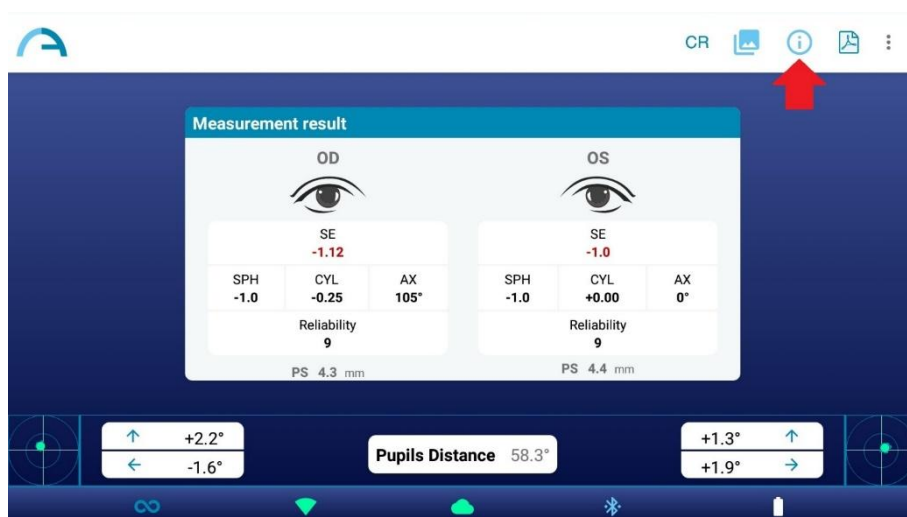 CR
Measurement result
OD OS
SE SE
-1.12 -1.0
SPH CYL AX SPH CYL AX
-1.0 -0.25 105° -1.0 +0.00 0°
Reliability Reliability
9 9
PS 4.3 mm PS 4.4 mm
↑ +2.2° Pupils Distance 58.3° +1.3° ↑
← -1.6° +1.9° →